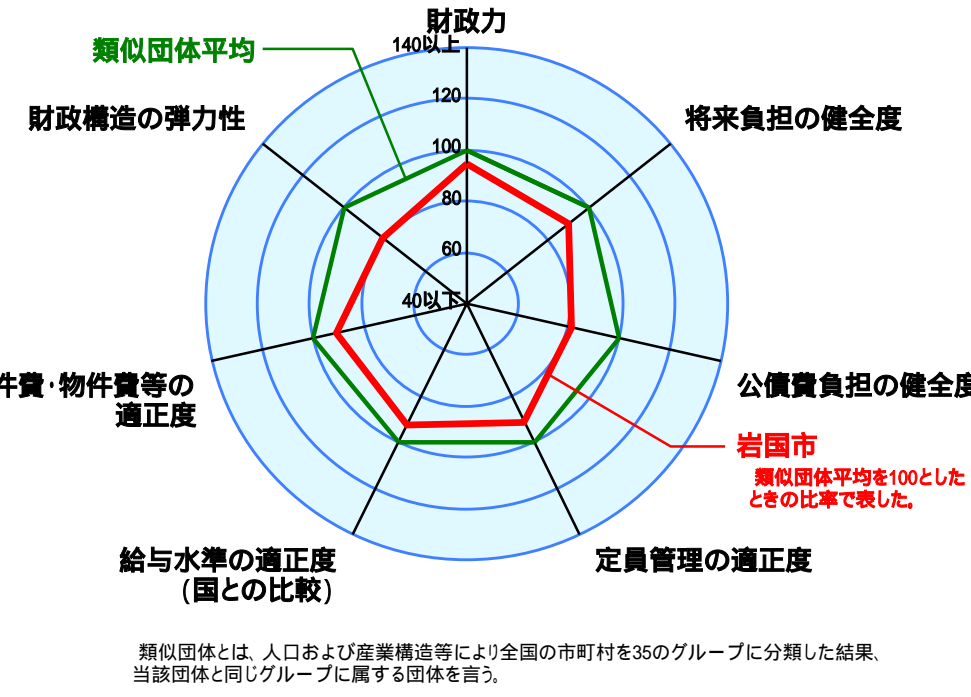 財政力
140以上
類似団体平均
120
財政構造の弾力性
将来負担の健全度
100
80
60
40以下
件費・物件費等の
適正度
公債費負担の健全度
岩国市
類似団体平均を100とした
ときの比率で表した。
給与水準の適正度
(国との比較)
定員管理の適正度
類似団体とは、人口および産業構造等により全国の市町村を35のグループに分類した結果、
当該団体と同じグループに属する団体を言う。